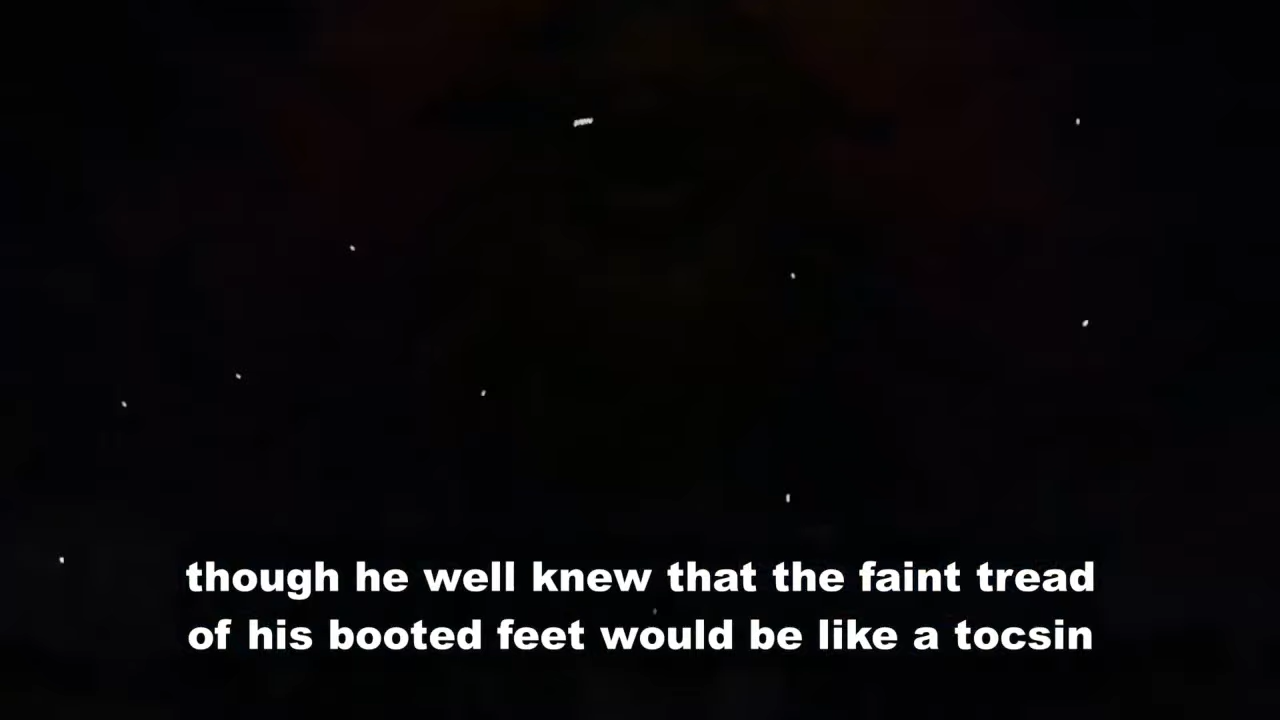 though he well knew that the faint tread
of his booted feet would be like a tocsin